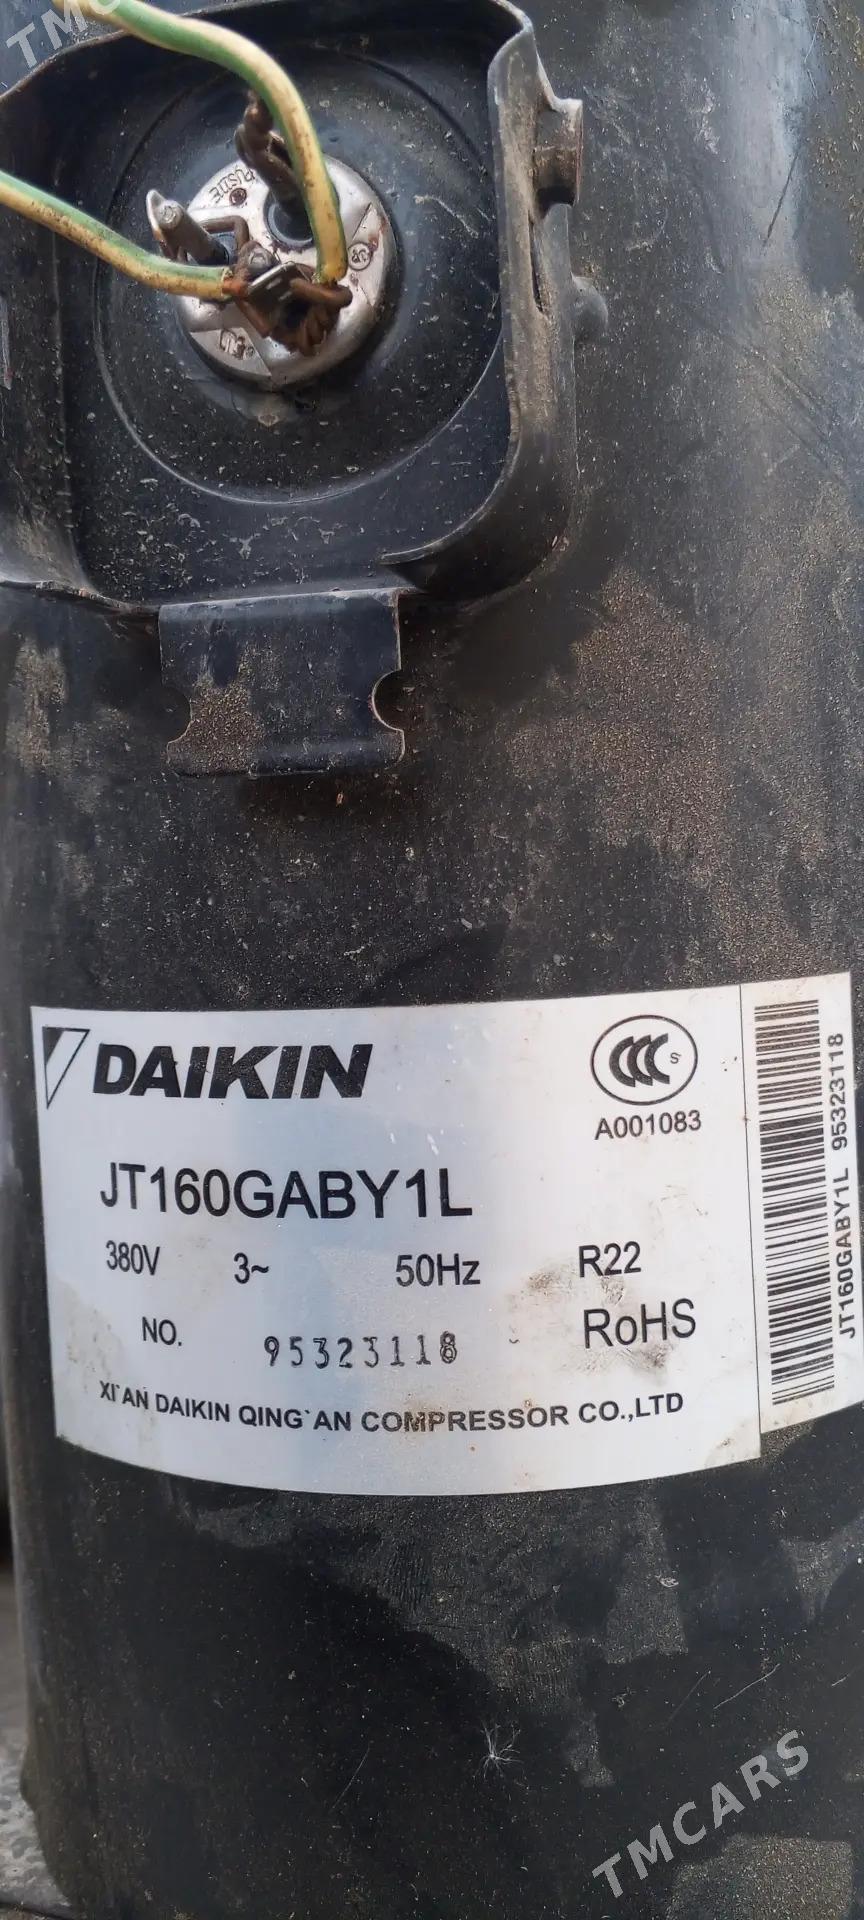 TMCARS
DAIKIN
S
A001083
JT160GABY1L
380V 3~ 50Hz R22
NO. 95323118 RoHS
XI'AN DAIKIN QING'AN COMPRESSOR CO.,LTD
JT160GABY1L 95323118
TMCARS